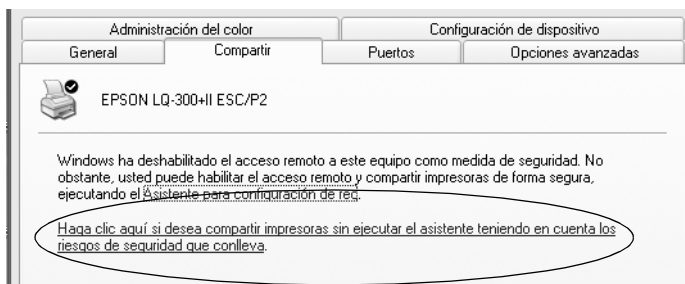 Administración del color
Configuración de dispositivo
General
Compartir
Puertos
Opciones avanzadas
EPSON LQ-300+II ESC/P2
Windows ha deshabilitado el acceso remoto a este equipo como medida de seguridad. No
obstante, usted puede habilitar el acceso remoto y compartir impresoras de forma segura,
ejecutando el Asistente para configuración de red.
Haga clic aquí si desea compartir impresoras sin ejecutar el asistente teniendo en cuenta los
riesgos de seguridad que conlleva.